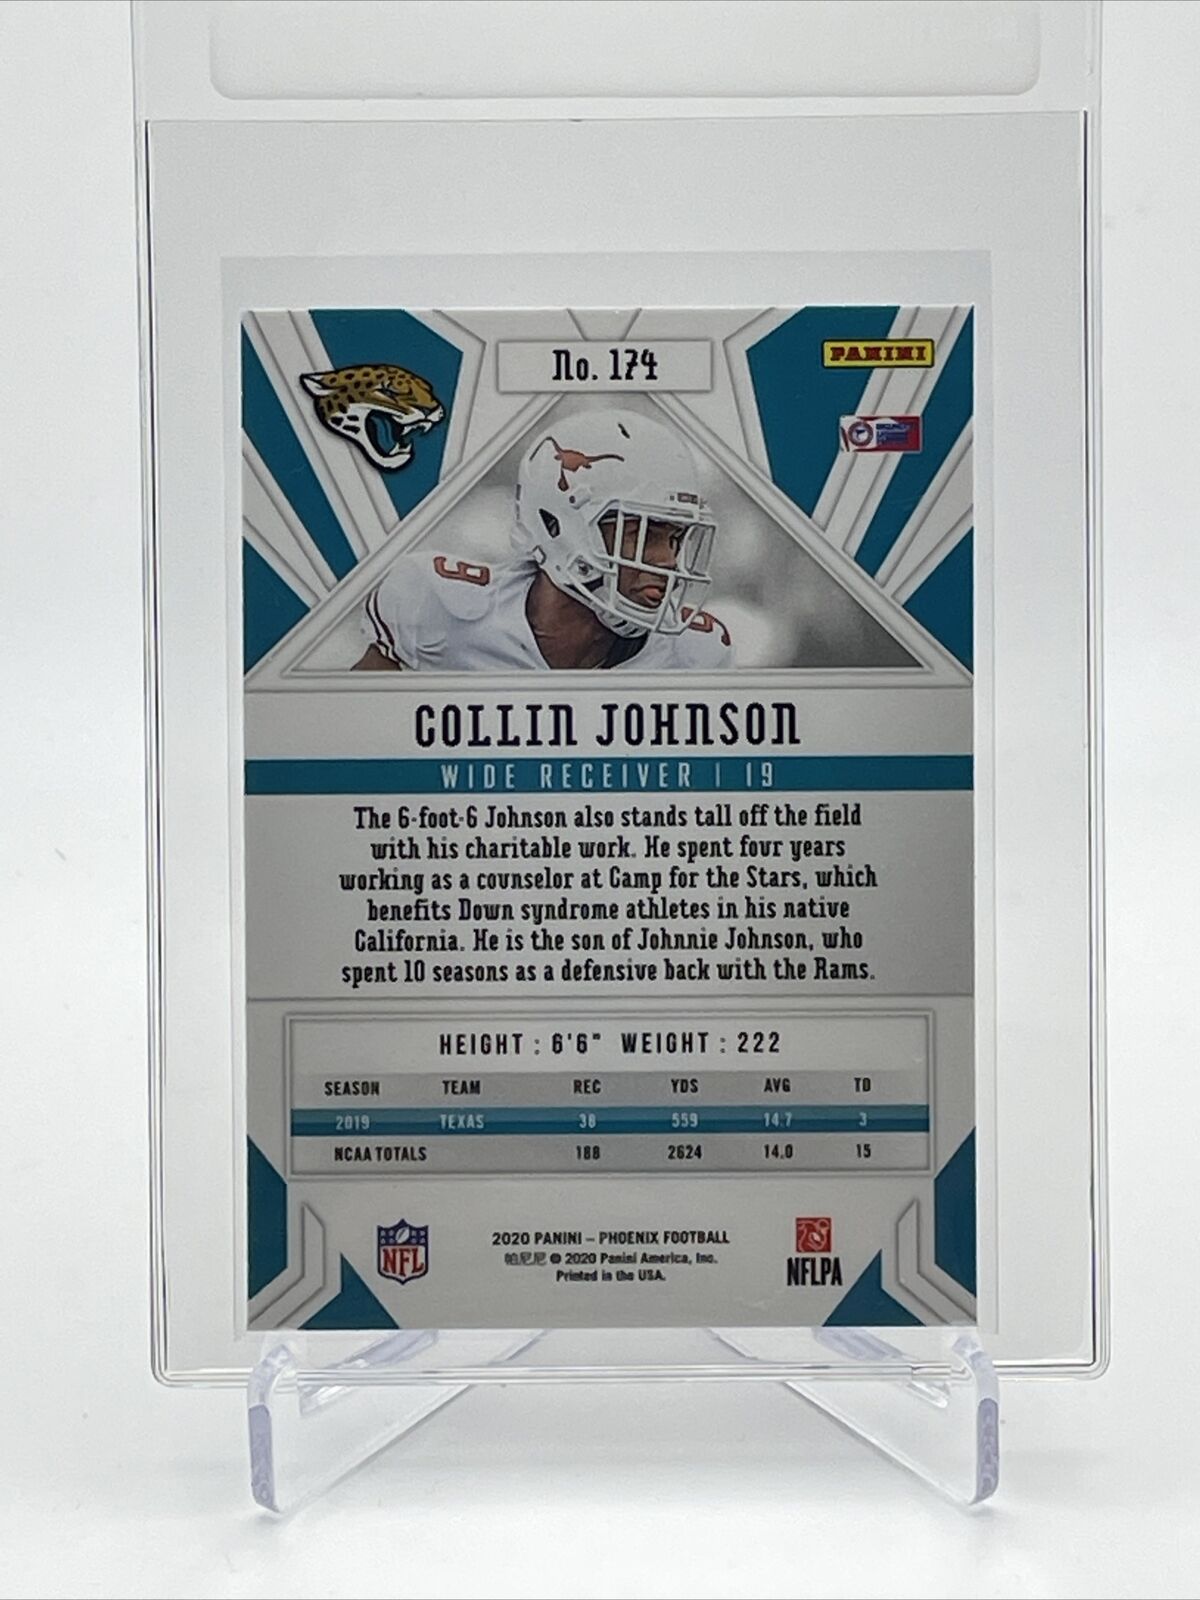 No. 174
PANINI
9
9
COLLIN JOHNSON
WIDE RECEIVER | 19
The 6-foot-6 Johnson also stands tall off the field
with his charitable work. He spent four years
working as a counselor at Camp for the Stars, which
benefits Down syndrome athletes in his native
California. He is the son of Johnnie Johnson, who
spent 10 seasons as a defensive back with the Rams.
HEIGHT : 6'6" WEIGHT : 222
SEASON TEAM REC YDS AVG TD
2019 TEXAS 38 559 14.7 3
NCAA TOTALS 188 2624 14.0 15
NFL
2020 PANINI – PHOENIX FOOTBALL
帕尼尼 © 2020 Panini America, Inc.
Printed in the USA.
NFLPA